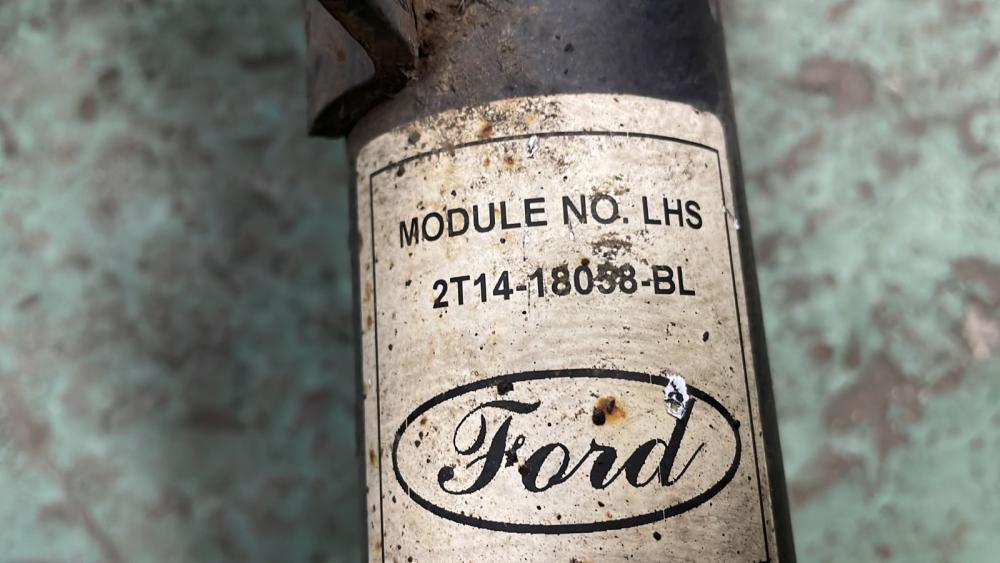 MODULE NO. LHS
2T14-18058-BL
Ford